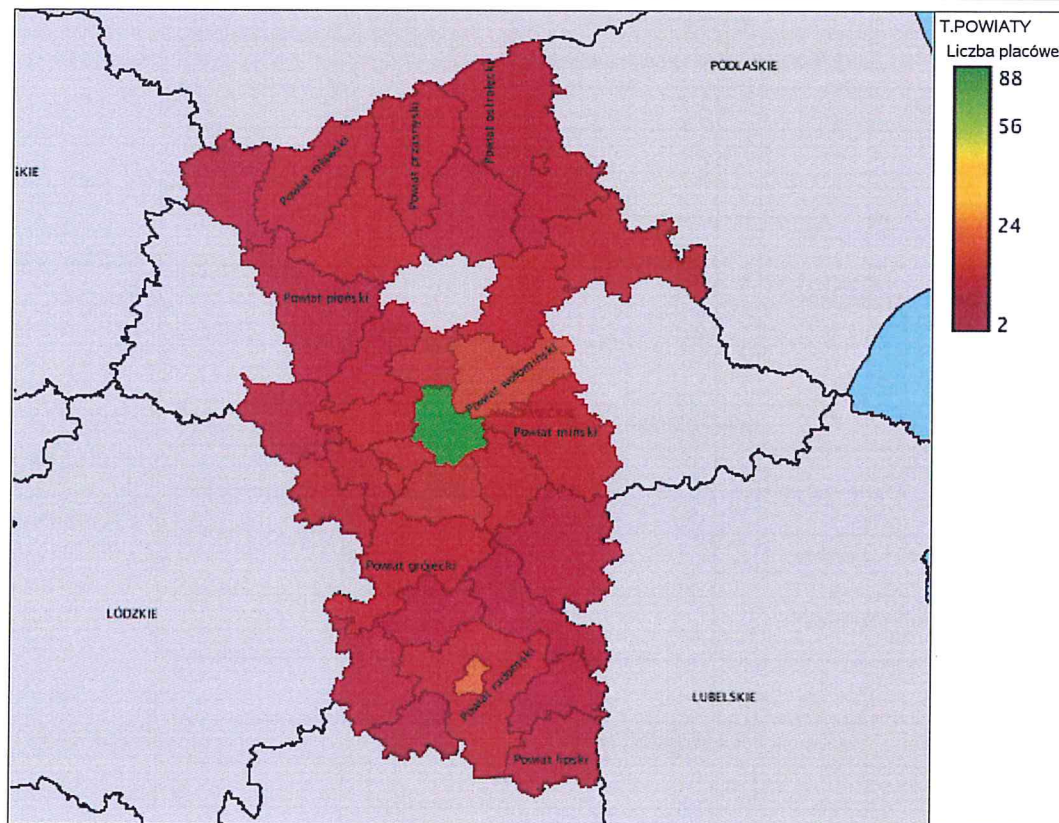 T.POWIATY
Liczba placówe
88
56
24
2
PODLASKIE
SKIE
Powiat mławski
Powiat przasnyski
Powiat ostrołęcki
Powiat płoński
Powiat wołomiński
Powiat miński
Powiat grójecki
ŁÓDZKIE
Powiat radomski
LUBELSKIE
Powiat lipski